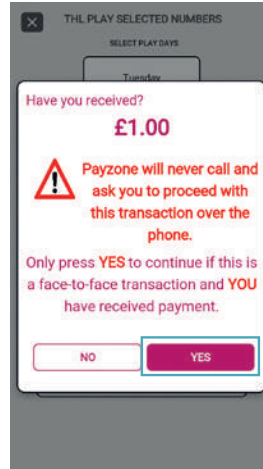 THL PLAY SELECTED NUMBERS
SELECT PLAY DAYS
Tuesday
Have you received?
£1.00
Payzone will never call and
ask you to proceed with
this transaction over the
phone.
Only press YES to continue if this is
a face-to-face transaction and YOU
have received payment.
NO
YES